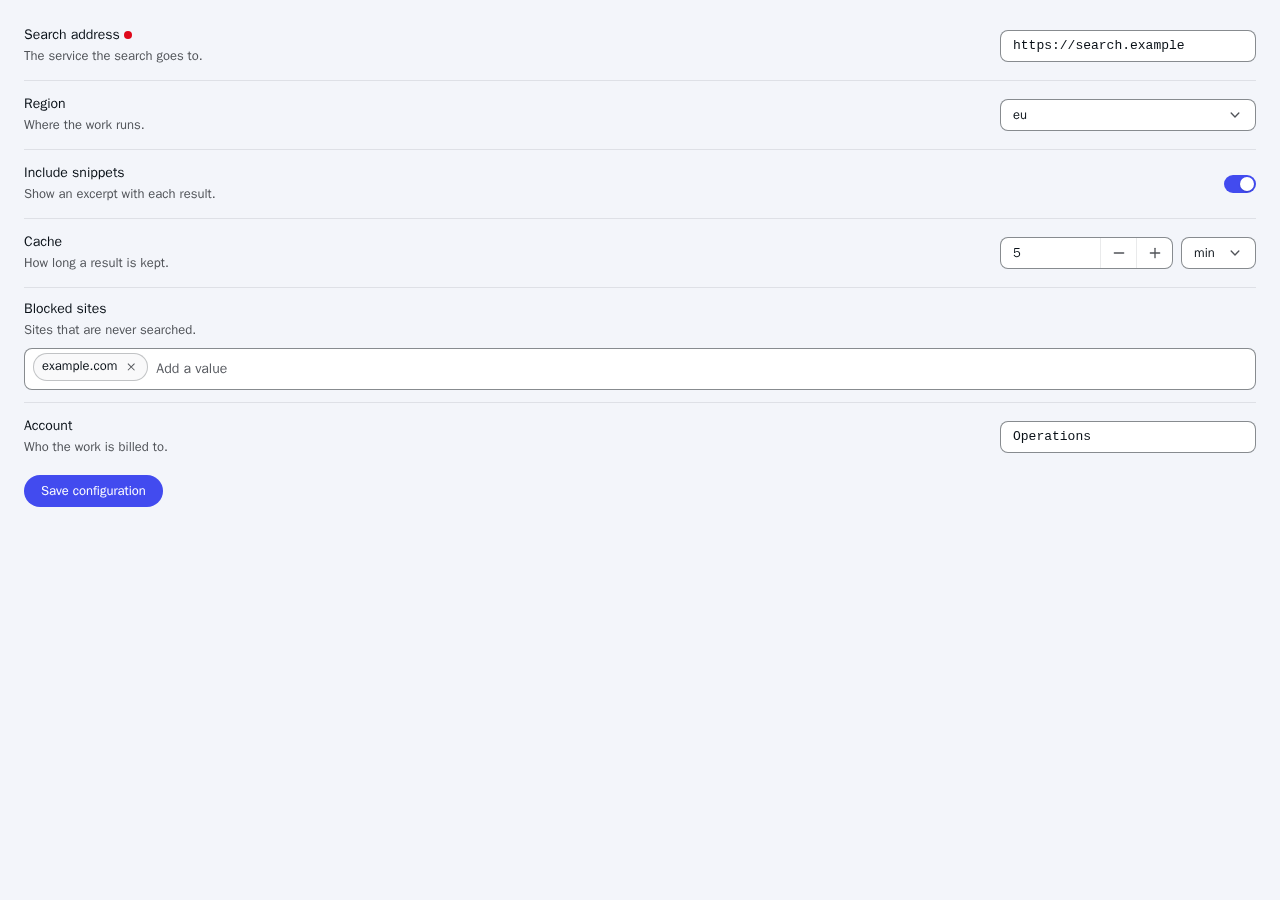 Search address
The service the search goes to.
https://search.example
Region
Where the work runs.
eu
Include snippets
Show an excerpt with each result.
Cache
How long a result is kept.
5
min
Blocked sites
Sites that are never searched.
example.com
Add a value
Account
Who the work is billed to.
Operations
Save configuration